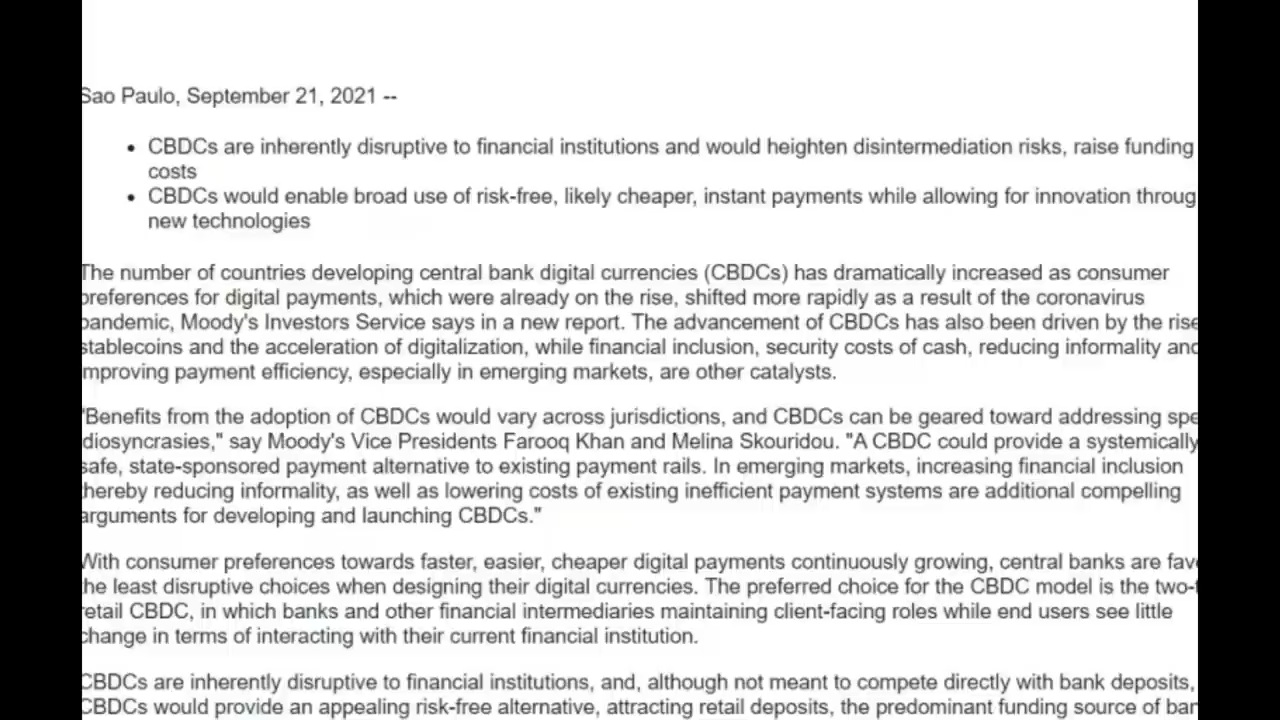 Sao Paulo, September 21, 2021 --
• CBDCs are inherently disruptive to financial institutions and would heighten disintermediation risks, raise funding
costs
• CBDCs would enable broad use of risk-free, likely cheaper, instant payments while allowing for innovation throug
new technologies
The number of countries developing central bank digital currencies (CBDCs) has dramatically increased as consumer
preferences for digital payments, which were already on the rise, shifted more rapidly as a result of the coronavirus
pandemic, Moody's Investors Service says in a new report. The advancement of CBDCs has also been driven by the rise
stablecoins and the acceleration of digitalization, while financial inclusion, security costs of cash, reducing informality and
improving payment efficiency, especially in emerging markets, are other catalysts.
"Benefits from the adoption of CBDCs would vary across jurisdictions, and CBDCs can be geared toward addressing spe
idiosyncrasies," say Moody's Vice Presidents Farooq Khan and Melina Skouridou. "A CBDC could provide a systemically
safe, state-sponsored payment alternative to existing payment rails. In emerging markets, increasing financial inclusion
thereby reducing informality, as well as lowering costs of existing inefficient payment systems are additional compelling
arguments for developing and launching CBDCs."
With consumer preferences towards faster, easier, cheaper digital payments continuously growing, central banks are fav
the least disruptive choices when designing their digital currencies. The preferred choice for the CBDC model is the two-t
retail CBDC, in which banks and other financial intermediaries maintaining client-facing roles while end users see little
change in terms of interacting with their current financial institution.
CBDCs are inherently disruptive to financial institutions, and, although not meant to compete directly with bank deposits,
CBDCs would provide an appealing risk-free alternative, attracting retail deposits, the predominant funding source of ban